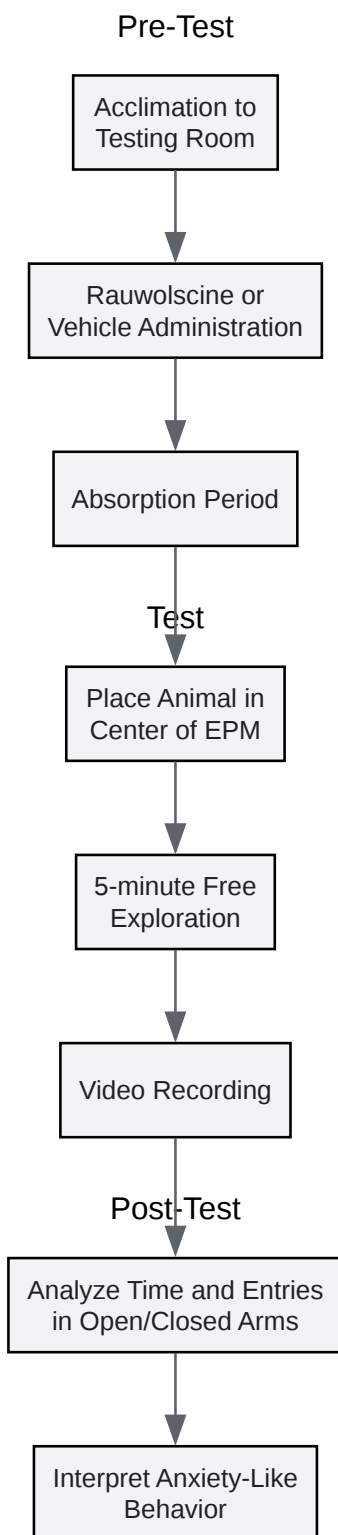 Pre-Test
Acclimation to
Testing Room
Rauwolscine or
Vehicle Administration
Absorption Period
Test
Place Animal in
Center of EPM
5-minute Free
Exploration
Video Recording
Post-Test
Analyze Time and Entries
in Open/Closed Arms
Interpret Anxiety-Like
Behavior